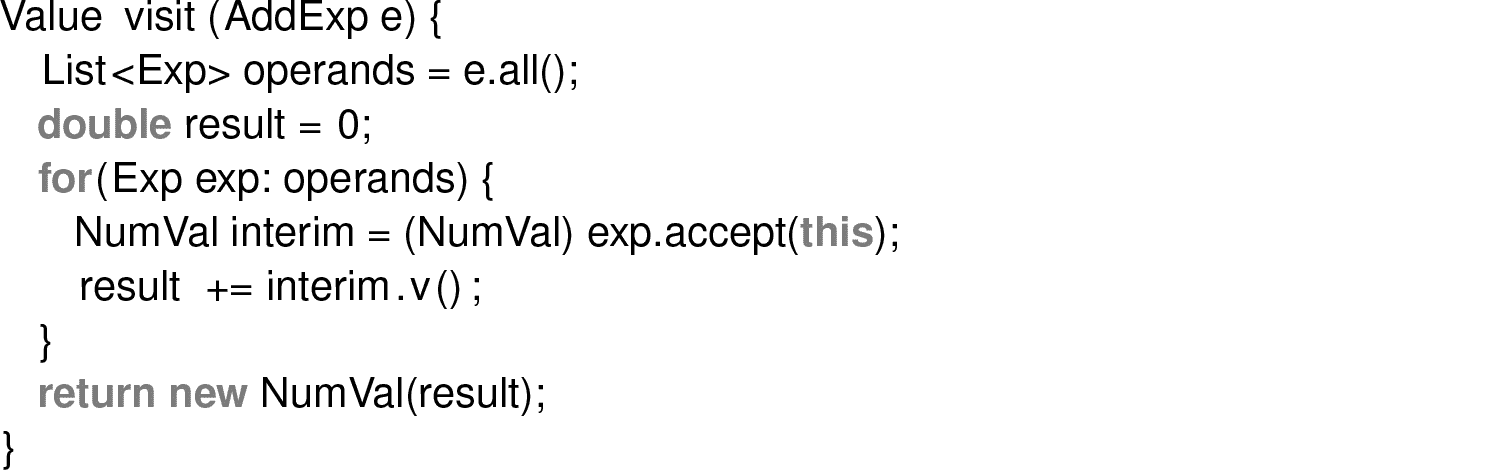 Value visit (AddExp e) {
List<Exp> operands = e.all();
double result = 0;
for(Exp exp: operands) {
NumVal interim = (NumVal) exp.accept(this);
result += interim.v();
}
return new NumVal(result);
}